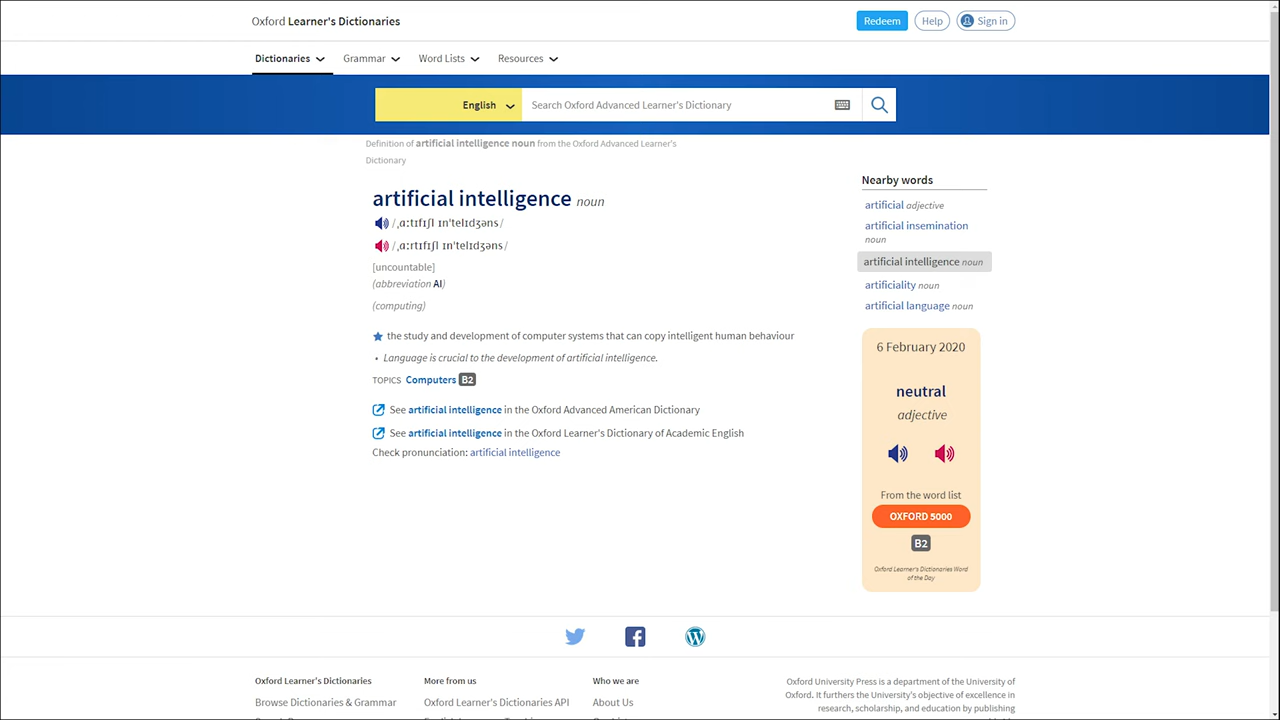 Oxford Learner's Dictionaries
Redeem
Help
Sign in
Dictionaries
Grammar
Word Lists
Resources
English
Search Oxford Advanced Learner's Dictionary
Definition of artificial intelligence noun from the Oxford Advanced Learner's
Dictionary
artificial intelligence noun
/ˌɑːtɪfɪʃl ɪnˈtelɪdʒəns/
/ˌɑːrtɪfɪʃl ɪnˈtelɪdʒəns/
[uncountable]
(abbreviation AI)
(computing)
the study and development of computer systems that can copy intelligent human behaviour
• Language is crucial to the development of artificial intelligence.
TOPICS Computers B2
See artificial intelligence in the Oxford Advanced American Dictionary
See artificial intelligence in the Oxford Learner's Dictionary of Academic English
Check pronunciation: artificial intelligence
Nearby words
artificial adjective
artificial insemination
noun
artificial intelligence noun
artificiality noun
artificial language noun
6 February 2020
neutral
adjective
From the word list
OXFORD 5000
B2
Oxford Learner's Dictionaries Word
of the Day
Oxford Learner's Dictionaries
Browse Dictionaries & Grammar
More from us
Oxford Learner's Dictionaries API
Who we are
About Us
Oxford University Press is a department of the University of
Oxford. It furthers the University's objective of excellence in
research, scholarship, and education by publishing